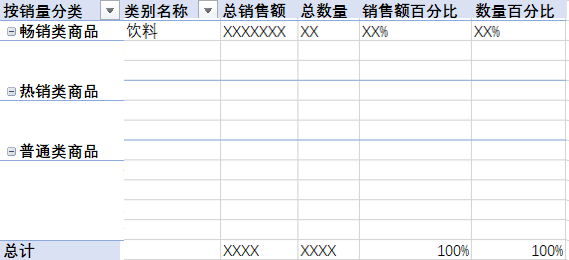 按销量分类 类别名称 总销售额 总数量 销售额百分比 数量百分比
畅销类商品 饮料 XXXXXXX XX XX% XX%
热销类商品
普通类商品
总计 XXXX XXXX 100% 100%